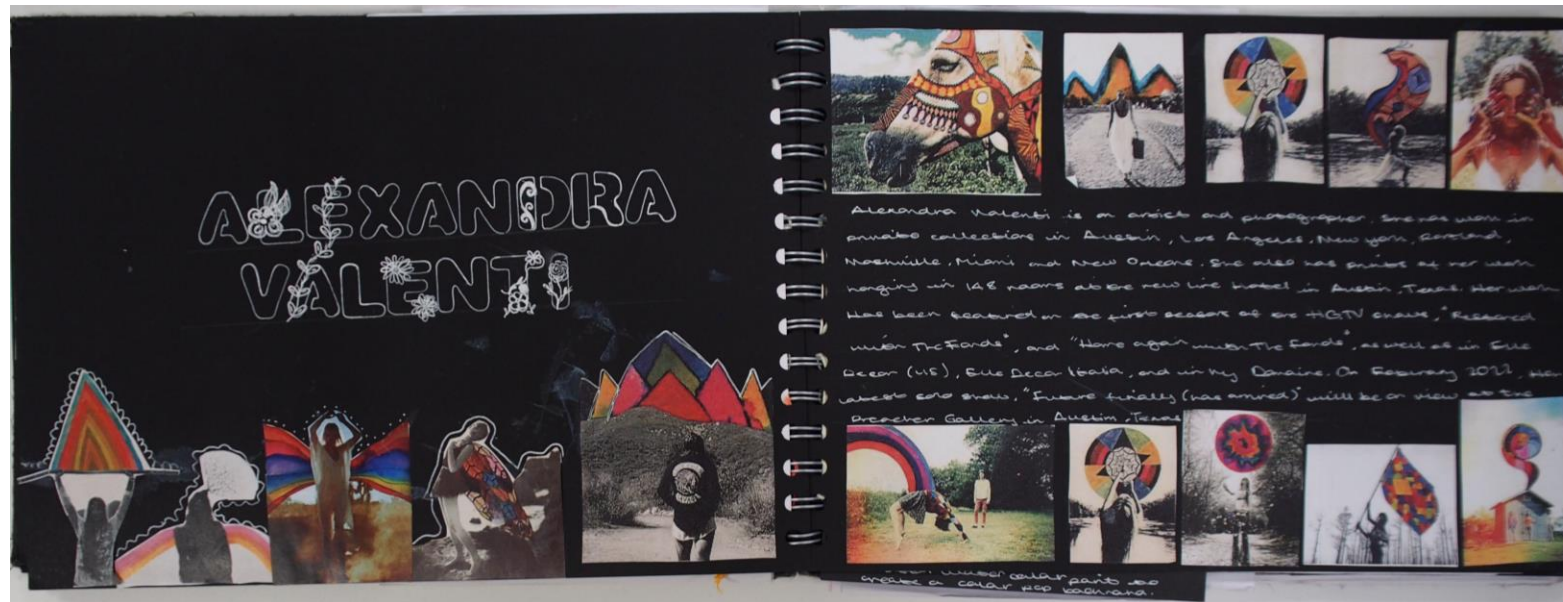 ALEXANDRA
VALENTI
Alexandra Valenti is an artist and photographer. She has work in
private collections in Austin, Los Angeles, New York, Portland,
Nashville, Miami and New Orleans. She also has prints of her work
hanging in 148 rooms at the new Line Hotel in Austin, Texas. Her work
has been featured on the first season of the HGTV shows, "Restored
with The Fords", and "Home again with The Fords", as well as in Elle
Decor (US), Elle Decor Italia, and in My Domaine. On February 2022, her
latest solo show, "Future finally (has arrived)" will be on view at the
Preacher Gallery in Austin, Texas
water colar paint to
create a colar pop